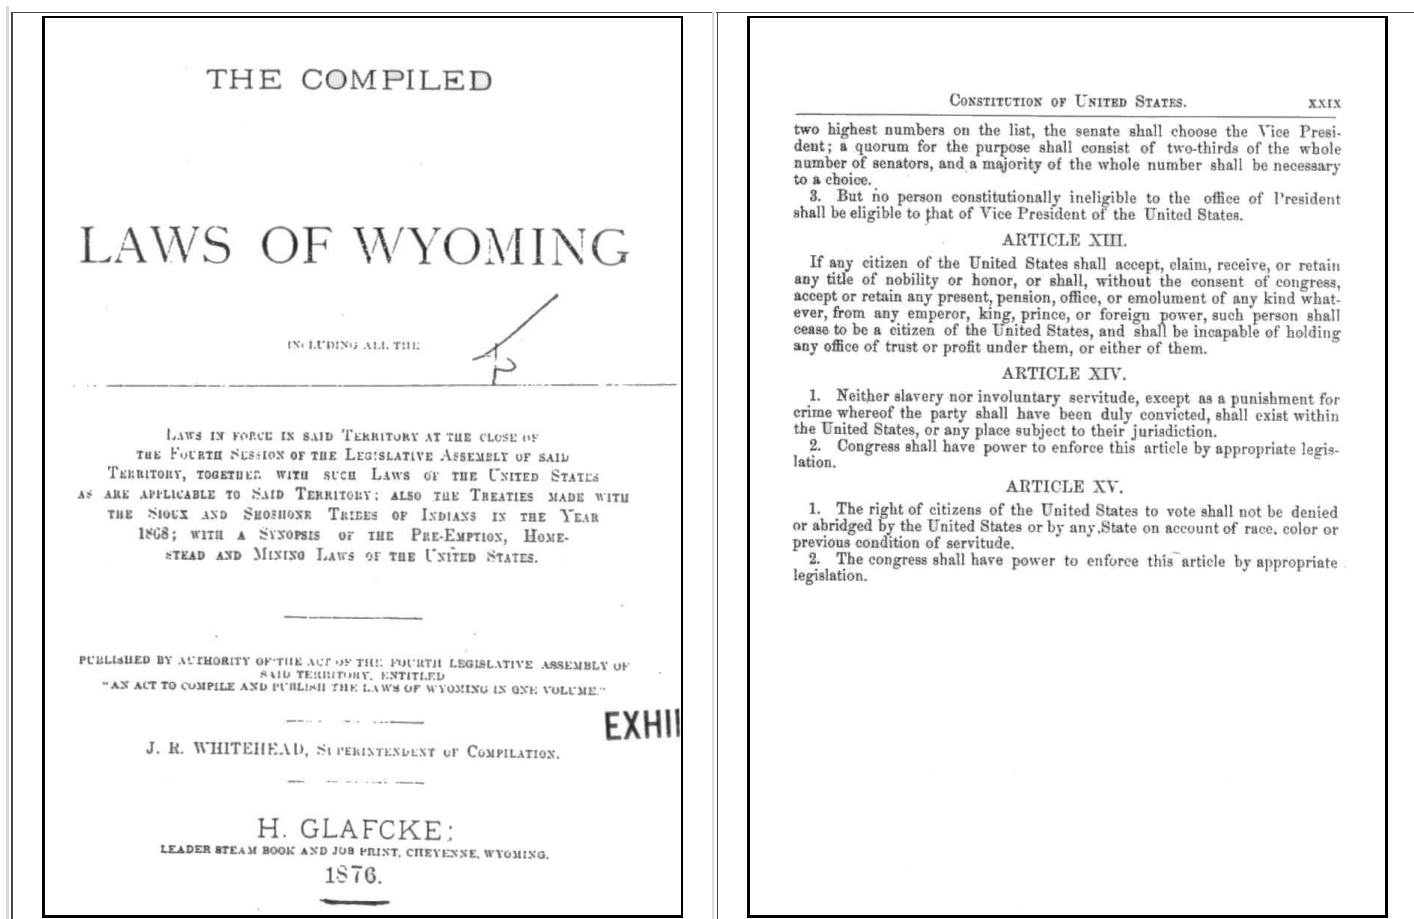 THE COMPILED
LAWS OF WYOMING
INCLUDING ALL THE
LAWS IN FORCE IN SAID TERRITORY AT THE CLOSE OF
THE FOURTH SESSION OF THE LEGISLATIVE ASSEMBLY OF SAID
TERRITORY, TOGETHER WITH SUCH LAWS OF THE UNITED STATES
AS ARE APPLICABLE TO SAID TERRITORY; ALSO THE TREATIES MADE WITH
THE SIOUX AND SHOSHONE TRIBES OF INDIANS IN THE YEAR
1868; WITH A SYNOPSIS OF THE PRE-EMPTION, HOME-
STEAD AND MINING LAWS OF THE UNITED STATES.
PUBLISHED BY AUTHORITY OF THE ACT OF THE FOURTH LEGISLATIVE ASSEMBLY OF
SAID TERRITORY, ENTITLED
"AN ACT TO COMPILE AND PUBLISH THE LAWS OF WYOMING IN ONE VOLUME."
EXHI
J. R. WHITEHEAD, SUPERINTENDENT OF COMPILATION.
H. GLAFCKE:
LEADER STEAM BOOK AND JOB PRINT, CHEYENNE, WYOMING.
1876.
CONSTITUTION OF UNITED STATES. XXIX
two highest numbers on the list, the senate shall choose the Vice Presi-
dent; a quorum for the purpose shall consist of two-thirds of the whole
number of senators, and a majority of the whole number shall be necessary
to a choice.
3. But no person constitutionally ineligible to the office of President
shall be eligible to that of Vice President of the United States.
ARTICLE XIII.
If any citizen of the United States shall accept, claim, receive, or retain
any title of nobility or honor, or shall, without the consent of congress,
accept or retain any present, pension, office, or emolument of any kind what-
ever, from any emperor, king, prince, or foreign power, such person shall
cease to be a citizen of the United States, and shall be incapable of holding
any office of trust or profit under them, or either of them.
ARTICLE XIV.
1. Neither slavery nor involuntary servitude, except as a punishment for
crime whereof the party shall have been duly convicted, shall exist within
the United States, or any place subject to their jurisdiction.
2. Congress shall have power to enforce this article by appropriate legis-
lation.
ARTICLE XV.
1. The right of citizens of the United States to vote shall not be denied
or abridged by the United States or by any State on account of race, color or
previous condition of servitude.
2. The congress shall have power to enforce this article by appropriate
legislation.